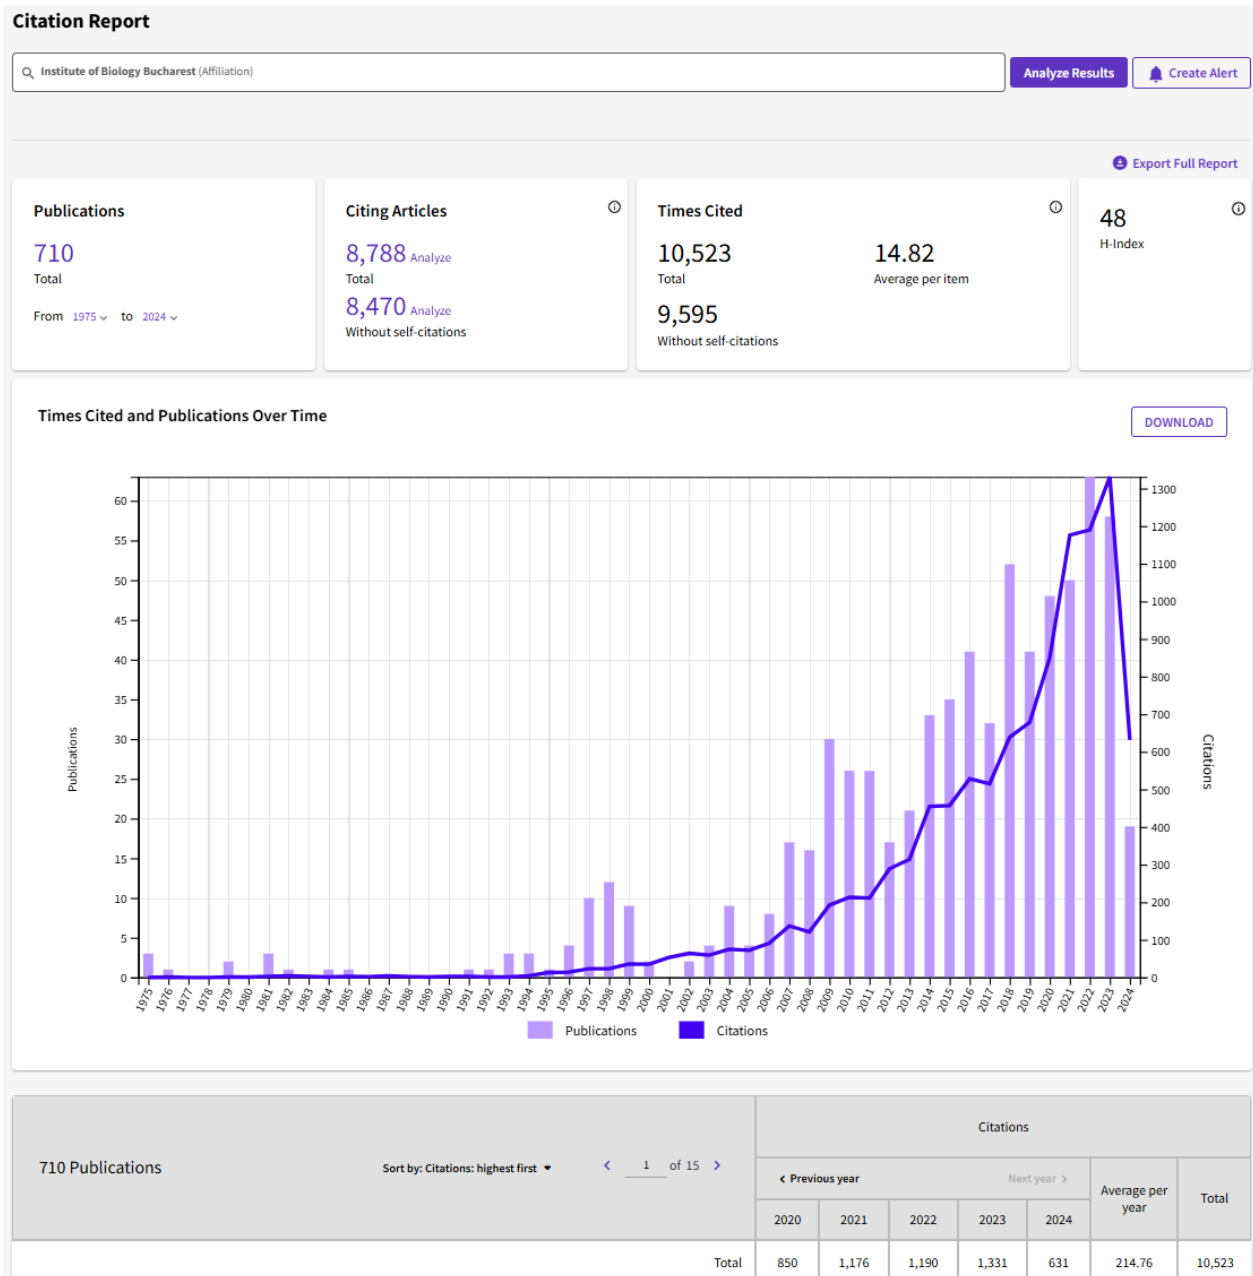 Citation Report
Institute of Biology Bucharest (Affiliation)
Analyze Results
Create Alert
Export Full Report
Publications
710
Total
From 1975 to 2024
Citing Articles
8,788 Analyze
Total
8,470 Analyze
Without self-citations
Times Cited
10,523
Total
14.82
Average per item
9,595
Without self-citations
48
H-Index
Times Cited and Publications Over Time
DOWNLOAD
60
55
50
45
40
35
30
25
20
15
10
5
0
Publications
1300
1200
1100
1000
900
800
700
600
500
400
300
200
100
0
Citations
1975 1976 1977 1978 1979 1980 1981 1982 1983 1984 1985 1986 1987 1988 1989 1990 1991 1992 1993 1994 1995 1996 1997 1998 1999 2000 2001 2002 2003 2004 2005 2006 2007 2008 2009 2010 2011 2012 2013 2014 2015 2016 2017 2018 2019 2020 2021 2022 2023 2024
Publications Citations
710 Publications
Sort by: Citations: highest first
1 of 15
Citations
Previous year Next year
Average per year
Total
2020 2021 2022 2023 2024
Total 850 1,176 1,190 1,331 631 214.76 10,523